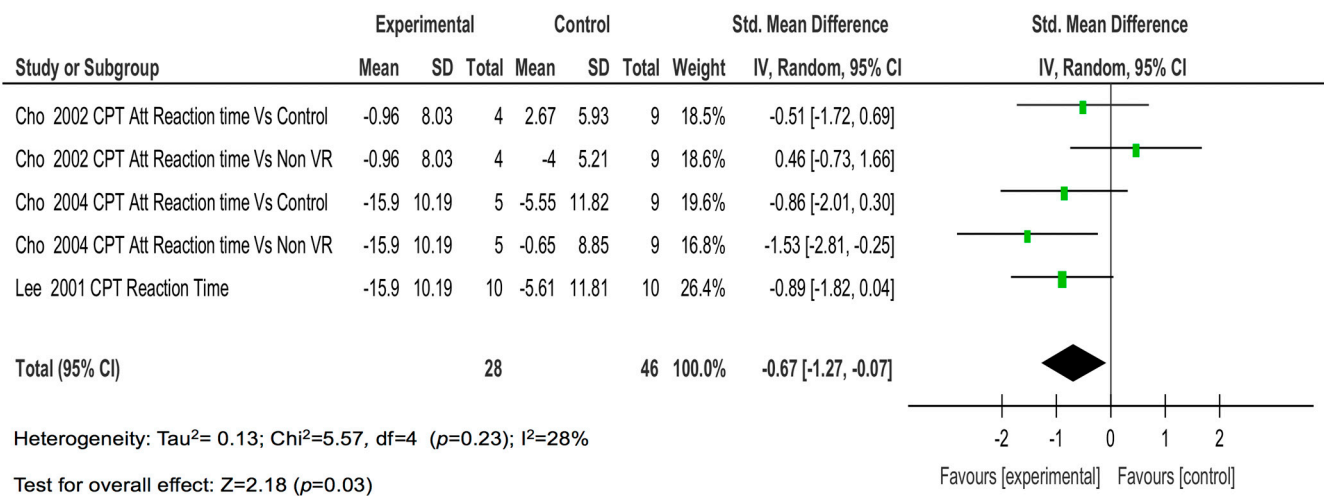 Experimental Control Std. Mean Difference Std. Mean Difference
Study or Subgroup Mean SD Total Mean SD Total Weight IV, Random, 95% CI IV, Random, 95% CI
Cho 2002 CPT Att Reaction time Vs Control -0.96 8.03 4 2.67 5.93 9 18.5% -0.51 [-1.72, 0.69]
Cho 2002 CPT Att Reaction time Vs Non VR -0.96 8.03 4 -4 5.21 9 18.6% 0.46 [-0.73, 1.66]
Cho 2004 CPT Att Reaction time Vs Control -15.9 10.19 5 -5.55 11.82 9 19.6% -0.86 [-2.01, 0.30]
Cho 2004 CPT Att Reaction time Vs Non VR -15.9 10.19 5 -0.65 8.85 9 16.8% -1.53 [-2.81, -0.25]
Lee 2001 CPT Reaction Time -15.9 10.19 10 -5.61 11.81 10 26.4% -0.89 [-1.82, 0.04]
Total (95% CI) 28 46 100.0% -0.67 [-1.27, -0.07]
-2 -1 0 1 2
Heterogeneity: Tau²= 0.13; Chi²=5.57, df=4 (p=0.23); I²=28%
Favours [experimental] Favours [control]
Test for overall effect: Z=2.18 (p=0.03)